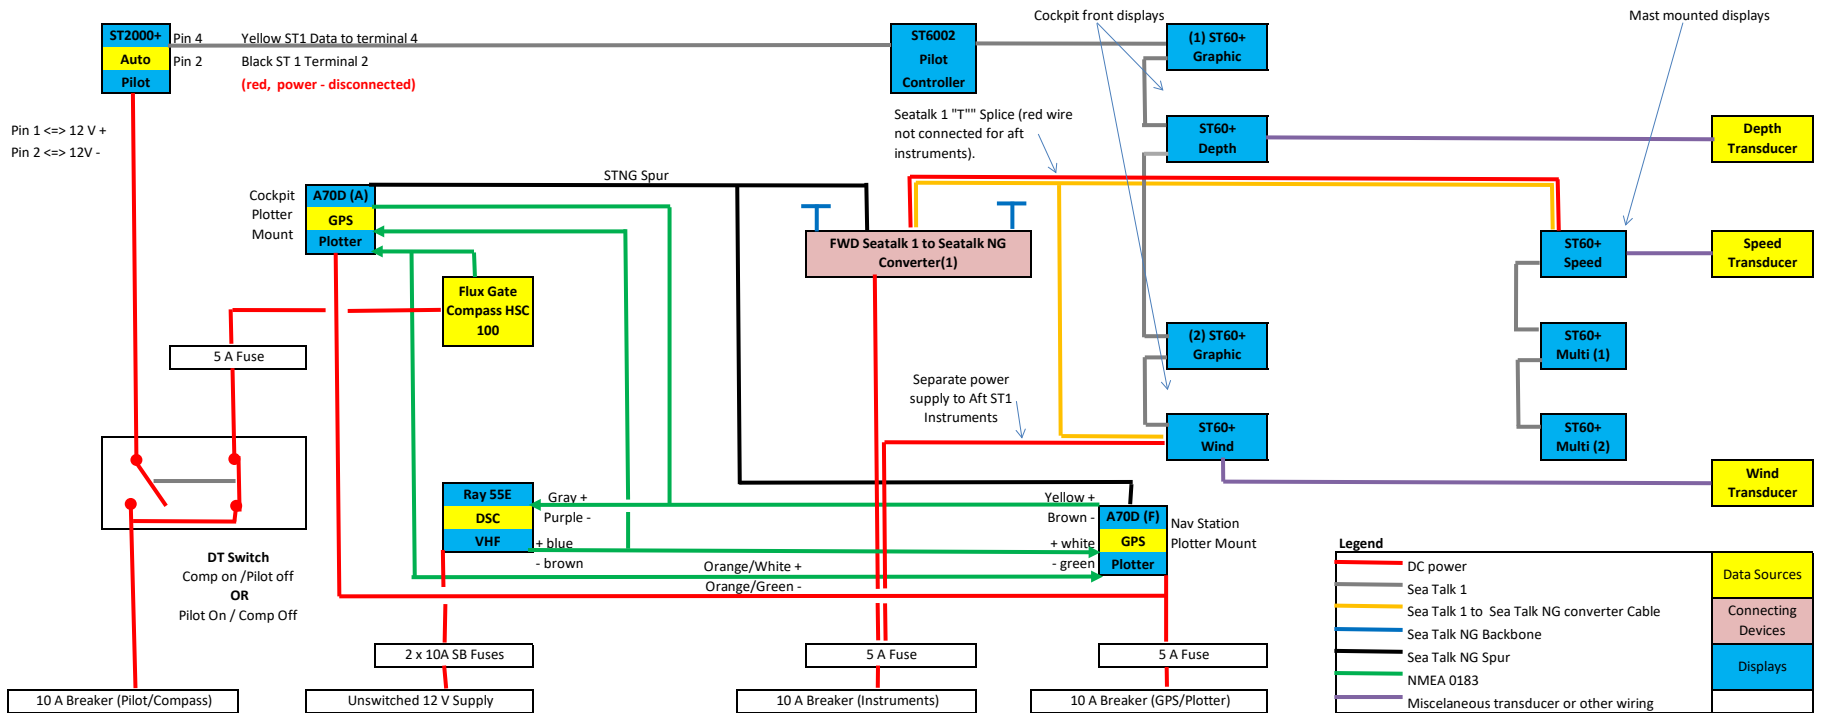 Cockpit front displays
Mast mounted displays
ST2000+
Auto
Pilot
Pin 4
Yellow ST1 Data to terminal 4
Pin 2
Black ST 1 Terminal 2
(red, power - disconnected)
ST6002
Pilot
Controller
(1) ST60+
Graphic
Pin 1 <=> 12 V +
Pin 2 <=> 12V -
Seatalk 1 "T"" Splice (red wire
not connected for aft
instruments).
ST60+
Depth
Depth
Transducer
STNG Spur
Cockpit
Plotter
Mount
A70D (A)
GPS
Plotter
FWD Seatalk 1 to Seatalk NG
Converter(1)
ST60+
Speed
Speed
Transducer
Flux Gate
Compass HSC
100
5 A Fuse
(2) ST60+
Graphic
ST60+
Multi (1)
Separate power
supply to Aft ST1
Instruments
ST60+
Wind
ST60+
Multi (2)
Wind
Transducer
Ray 55E
DSC
VHF
Gray +
Purple -
+ blue
- brown
Yellow +
Brown -
+ white
- green
A70D (F)
GPS
Plotter
Nav Station
Plotter Mount
Orange/White +
Orange/Green -
DT Switch
Comp on /Pilot off
OR
Pilot On / Comp Off
Legend
DC power
Sea Talk 1
Sea Talk 1 to Sea Talk NG converter Cable
Sea Talk NG Backbone
Sea Talk NG Spur
NMEA 0183
Miscelaneous transducer or other wiring
Data Sources
Connecting
Devices
Displays
2 x 10A SB Fuses
5 A Fuse
5 A Fuse
10 A Breaker (Pilot/Compass)
Unswitched 12 V Supply
10 A Breaker (Instruments)
10 A Breaker (GPS/Plotter)